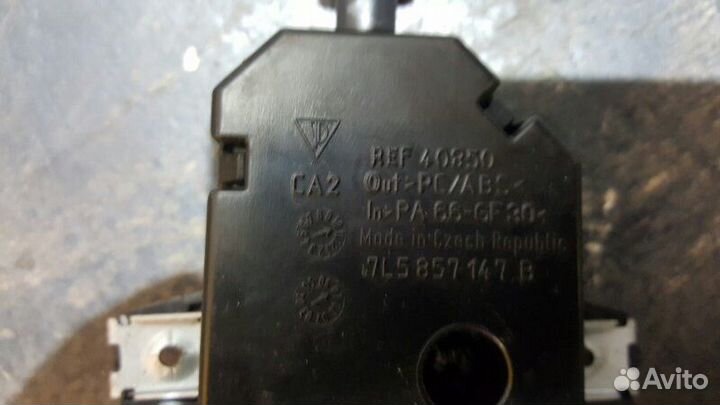 REF 40850
CA2
Out>PC/ABS<
In>PA 66-GF30<
Made in Czech Republic
7L5 857 147 B
Avito